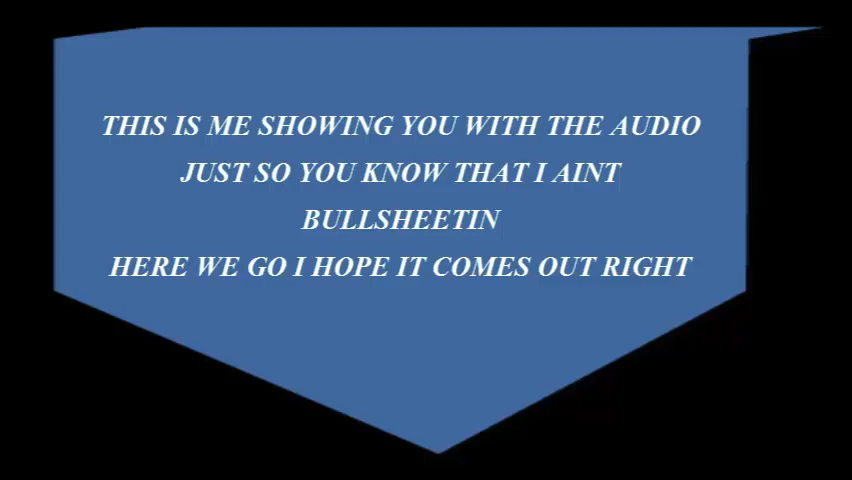 THIS IS ME SHOWING YOU WITH THE AUDIO
JUST SO YOU KNOW THAT I AINT
BULLSHEETIN
HERE WE GO I HOPE IT COMES OUT RIGHT